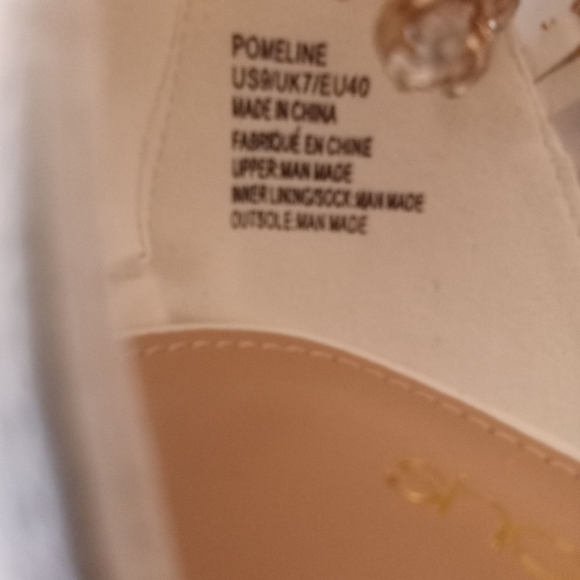 POMELINE
US9/UK7/EU40
MADE IN CHINA
FABRIQUÉ EN CHINE
UPPER:MAN MADE
INNER LINING/SOCK:MAN MADE
OUTSOLE:MAN MADE